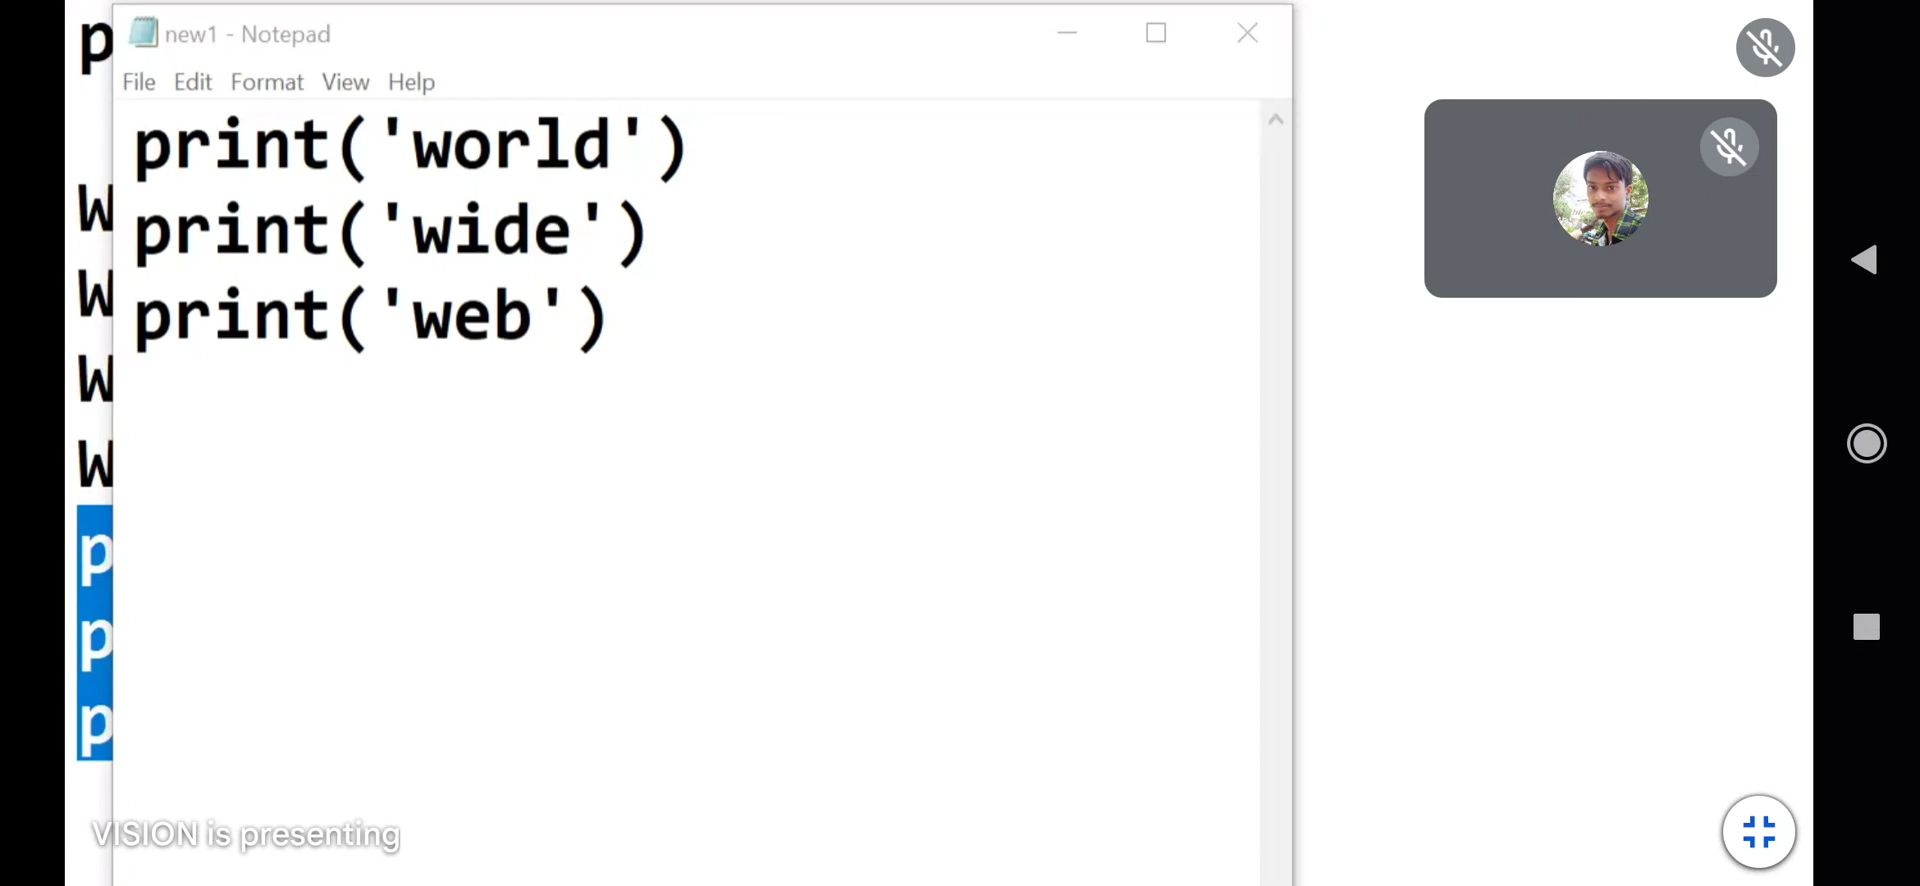 new1 - Notepad
File Edit Format View Help
print('world')
print('wide')
print('web')
p
W
W
W
W
p
p
p
VISION is presenting